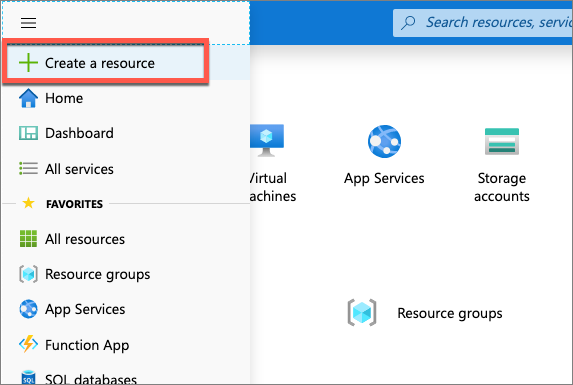 Search resources, servic
Create a resource
Home
Dashboard
All services
FAVORITES
All resources
Resource groups
App Services
Function App
SQL databases
Virtual
machines
App Services
Storage
accounts
Resource groups